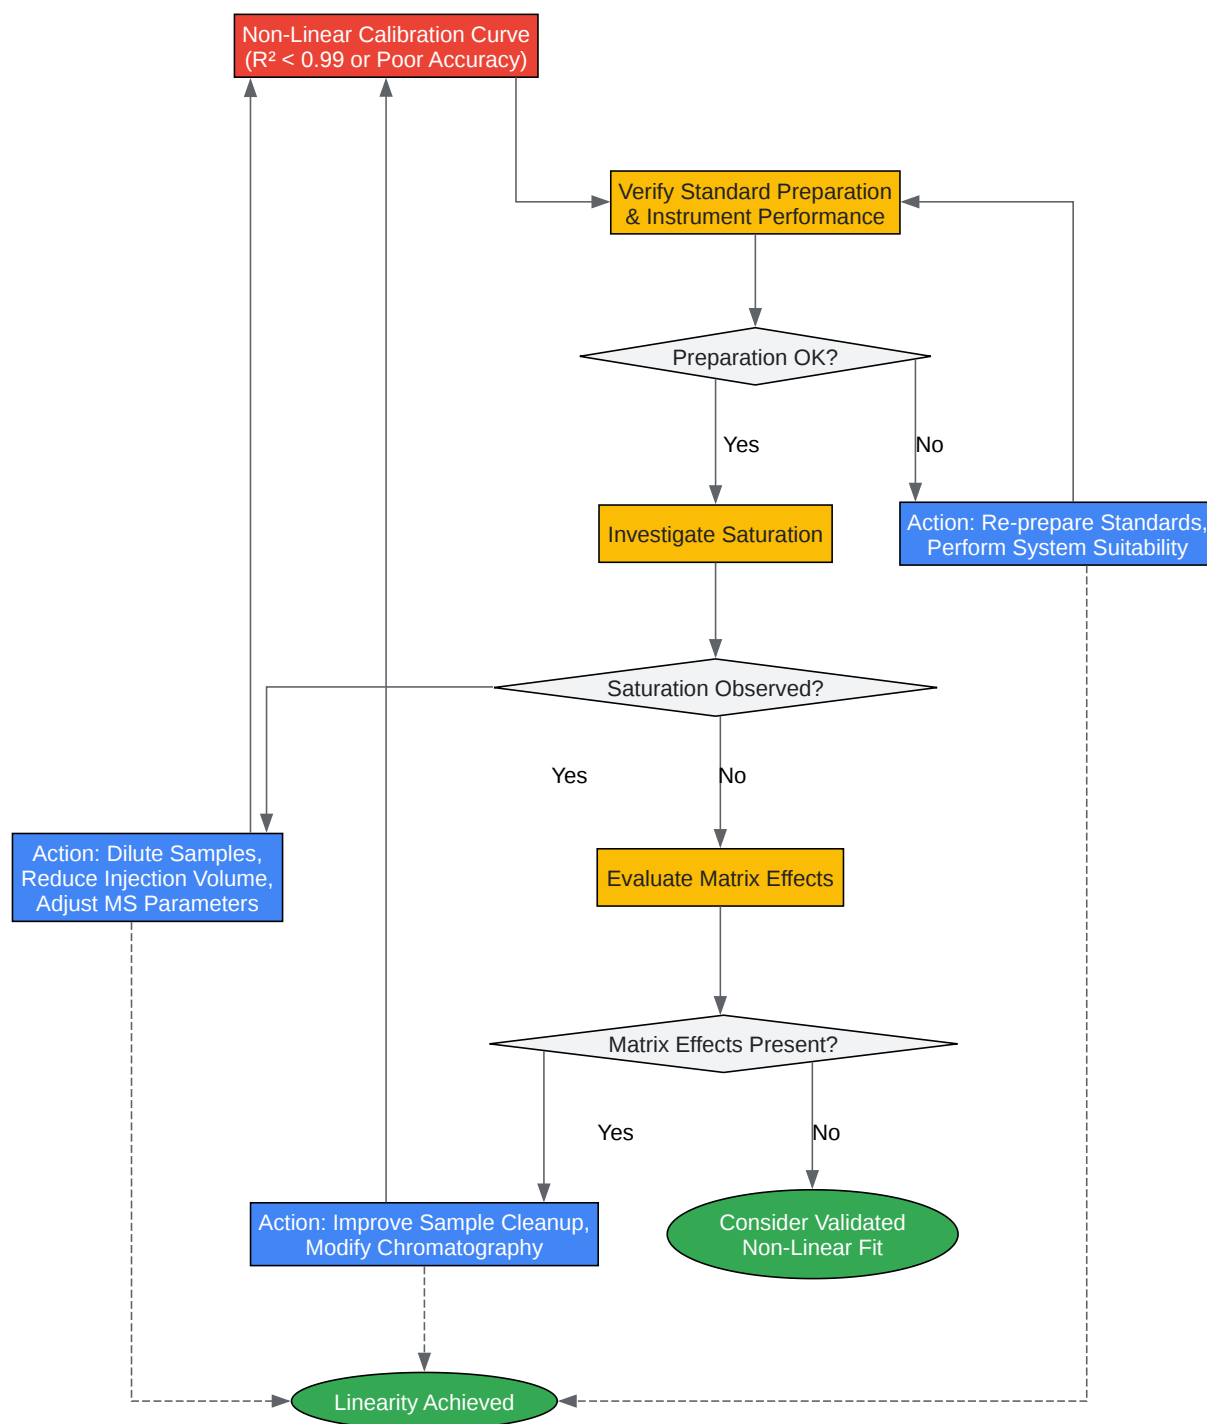 Non-Linear Calibration Curve
(R² < 0.99 or Poor Accuracy)
Verify Standard Preparation
& Instrument Performance
Preparation OK?
Yes
No
Investigate Saturation
Action: Re-prepare Standards,
Perform System Suitability
Saturation Observed?
Yes
No
Action: Dilute Samples,
Reduce Injection Volume,
Adjust MS Parameters
Evaluate Matrix Effects
Matrix Effects Present?
Yes
No
Action: Improve Sample Cleanup,
Modify Chromatography
Consider Validated
Non-Linear Fit
Linearity Achieved